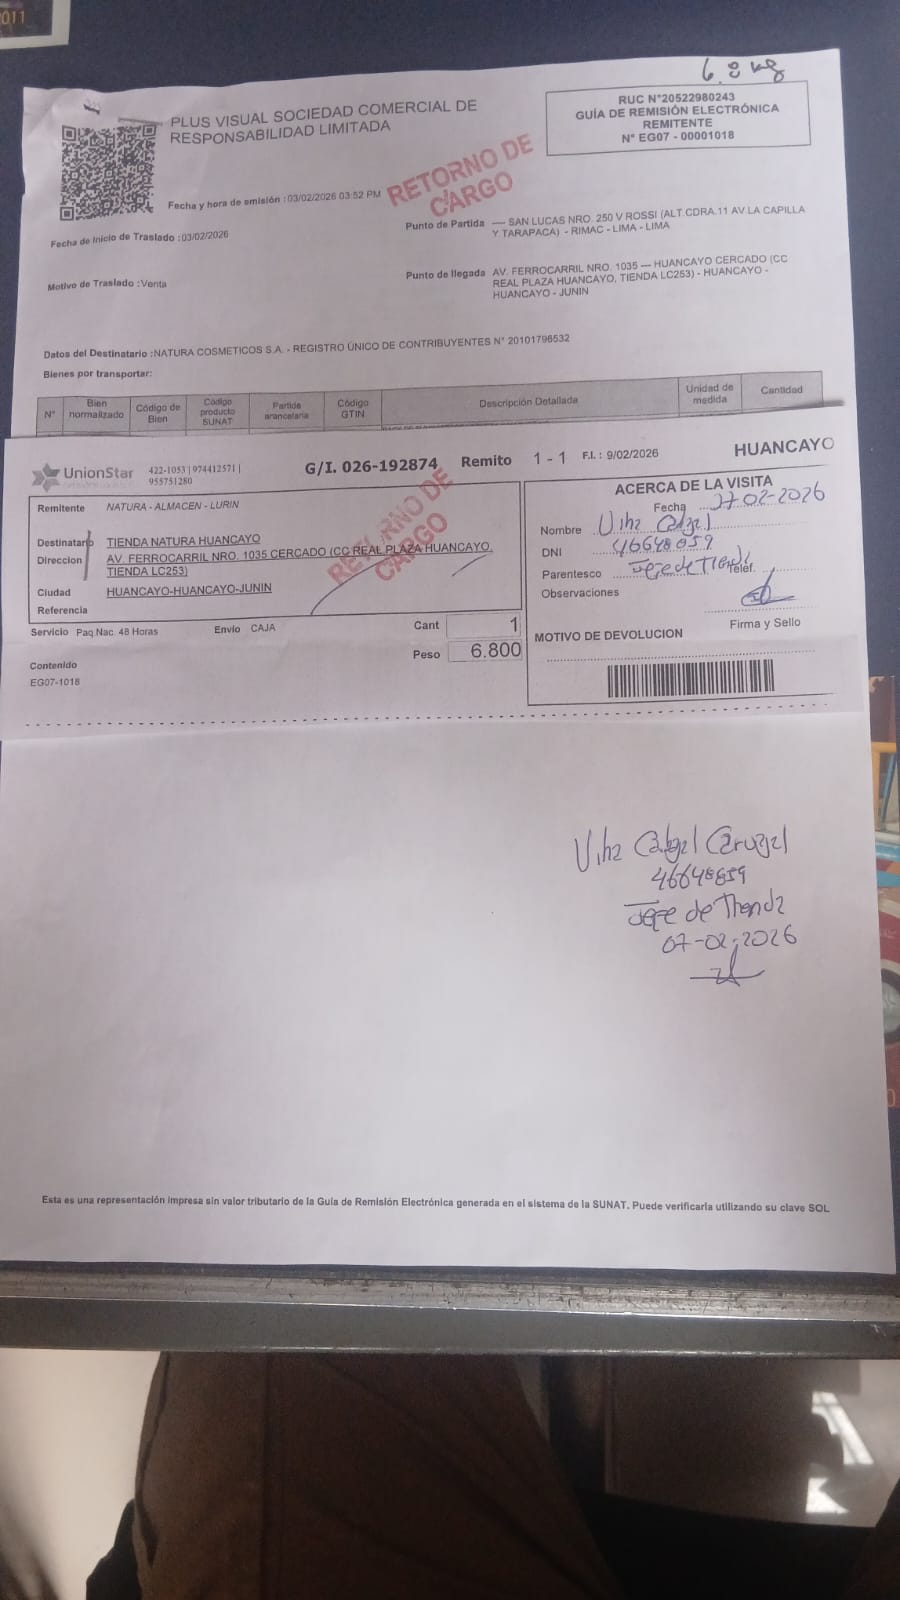 2011
6.8 kg
PLUS VISUAL SOCIEDAD COMERCIAL DE
RESPONSABILIDAD LIMITADA
RUC N°20522980243
GUÍA DE REMISIÓN ELECTRÓNICA
REMITENTE
N° EG07 - 00001018
RETORNO DE
CARGO
Fecha y hora de emisión :03/02/2026 03:52 PM
Fecha de Inicio de Traslado :03/02/2026
Punto de Partida ---- SAN LUCAS NRO. 250 V ROSSI (ALT.CDRA.11 AV LA CAPILLA
Y TARAPACA) - RIMAC - LIMA - LIMA
Motivo de Traslado :Venta
Punto de llegada AV. FERROCARRIL NRO. 1035 --- HUANCAYO CERCADO (CC
REAL PLAZA HUANCAYO, TIENDA LC253) - HUANCAYO -
HUANCAYO - JUNIN
Datos del Destinatario :NATURA COSMETICOS S.A. - REGISTRO ÚNICO DE CONTRIBUYENTES N° 20101796532
Bienes por transportar:
N° Bien normalizado Código de Bien Código producto SUNAT Partida arancelaria Código GTIN Descripción Detallada Unidad de medida Cantidad
UnionStar
422-1053 | 974412571 |
955751280
G/I. 026-192874 Remito 1 - 1 F.I.: 9/02/2026 HUANCAYO
Remitente NATURA - ALMACEN - LURIN
Destinatario TIENDA NATURA HUANCAYO
Direccion AV. FERROCARRIL NRO. 1035 CERCADO (CC REAL PLAZA HUANCAYO,
TIENDA LC253)
Ciudad HUANCAYO-HUANCAYO-JUNIN
Referencia
RETORNO DE
CARGO
Servicio Paq.Nac. 48 Horas Envío CAJA Cant 1
Peso 6.800
Contenido
EG07-1018
ACERCA DE LA VISITA
Fecha 02-2026
Nombre
DNI 46648859
Parentesco Jefe de Tienda Telef.
Observaciones
Firma y Sello
MOTIVO DE DEVOLUCION
46648859
Jefe de Tienda
07-02-2026
Esta es una representación impresa sin valor tributario de la Guía de Remisión Electrónica generada en el sistema de la SUNAT. Puede verificarla utilizando su clave SOL